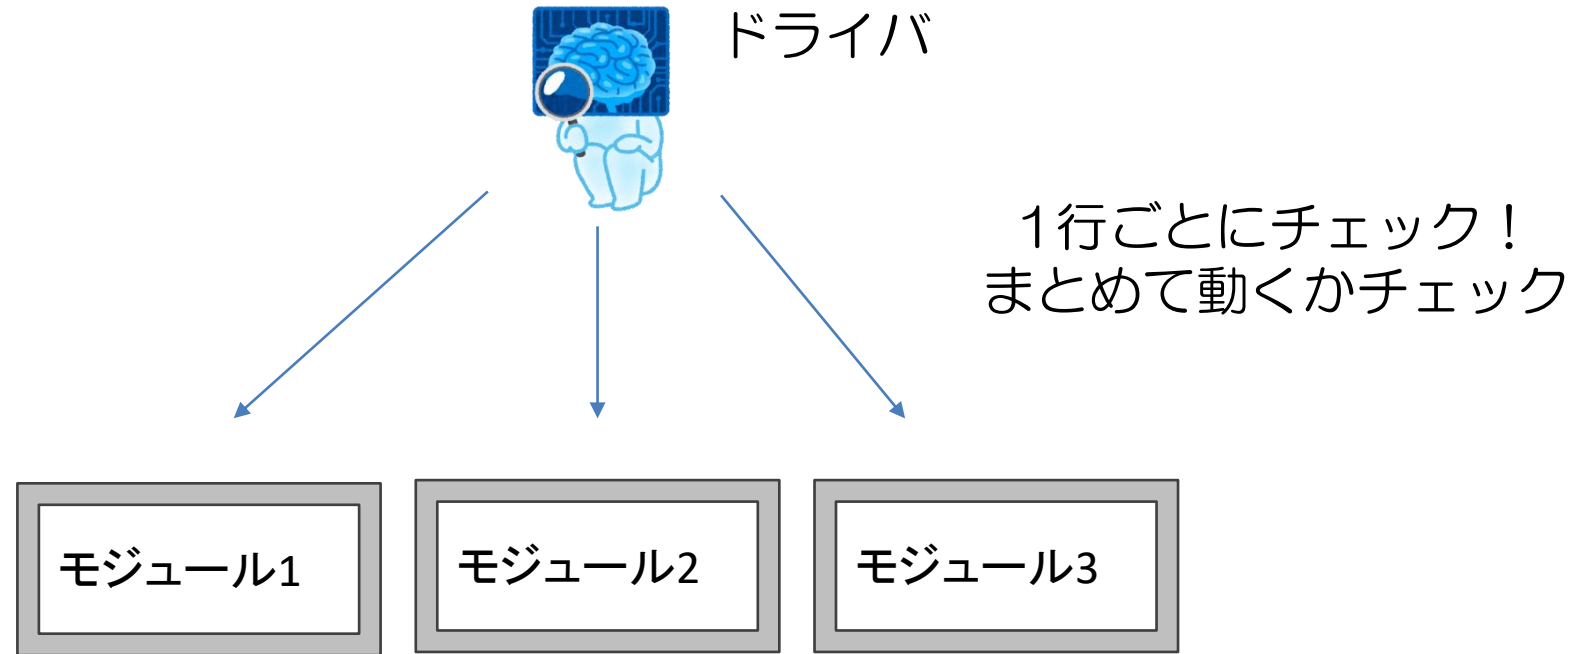 ドライバ
1行ごとにチェック！
まとめて動くかチェック
モジュール1
モジュール2
モジュール3